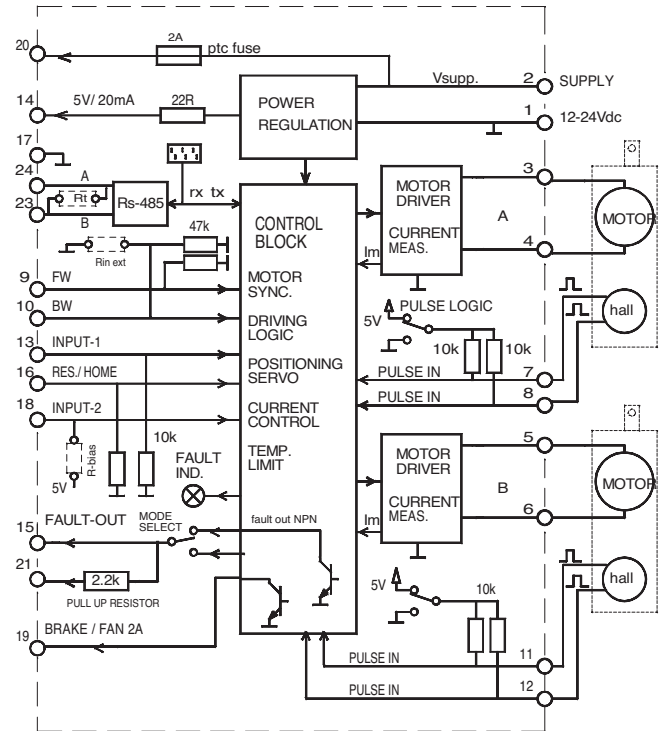 20
2A
ptc fuse
Vsupp.
2
SUPPLY
14
5V/ 20mA
22R
POWER
REGULATION
1
12-24Vdc
17
24
A
Rt
23
B
Rs-485
rx tx
3
MOTOR
DRIVER
CURRENT
MEAS.
A
4
MOTOR
Im
Rin ext
47k
CONTROL
BLOCK
MOTOR
SYNC.
DRIVING
LOGIC
POSITIONING
SERVO
CURRENT
CONTROL
TEMP.
LIMIT
9
FW
10
BW
13
INPUT-1
16
RES./ HOME
18
INPUT-2
R-bias
5V
10k
FAULT
IND.
5V
PULSE LOGIC
10k
10k
PULSE IN
7
PULSE IN
8
hall
5
MOTOR
DRIVER
CURRENT
MEAS.
B
6
MOTOR
Im
15
FAULT-OUT
MODE
SELECT
fault out NPN
21
2.2k
PULL UP RESISTOR
19
BRAKE / FAN 2A
5V
10k
hall
PULSE IN
11
PULSE IN
12